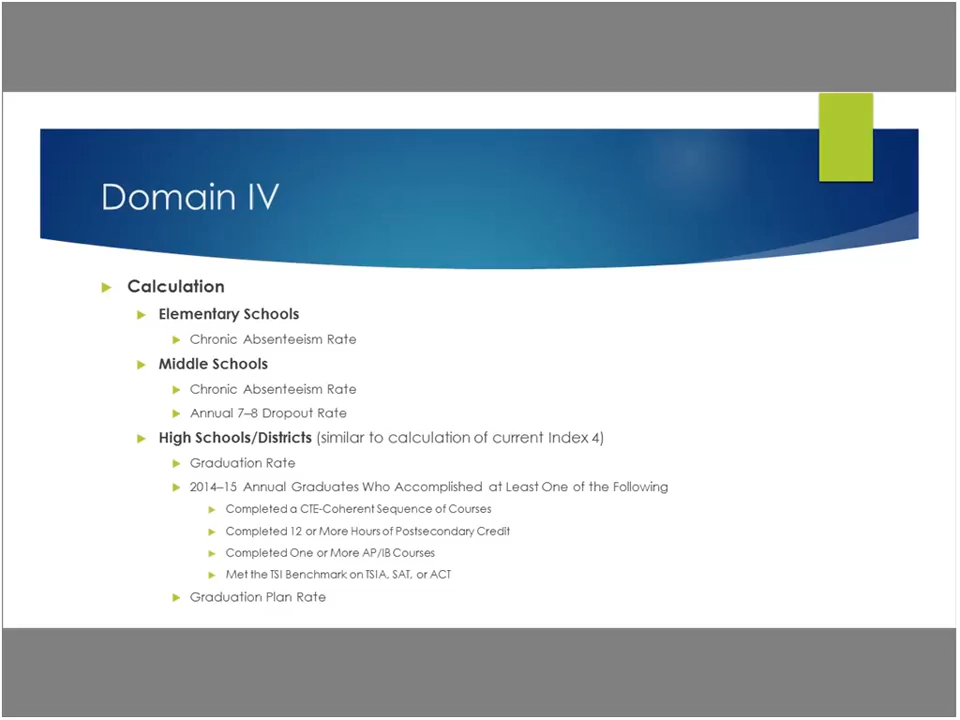 Domain IV
Calculation
Elementary Schools
Chronic Absenteeism Rate
Middle Schools
Chronic Absenteeism Rate
Annual 7–8 Dropout Rate
High Schools/Districts (similar to calculation of current Index 4)
Graduation Rate
2014–15 Annual Graduates Who Accomplished at Least One of the Following
Completed a CTE-Coherent Sequence of Courses
Completed 12 or More Hours of Postsecondary Credit
Completed One or More AP/IB Courses
Met the TSI Benchmark on TSIA, SAT, or ACT
Graduation Plan Rate